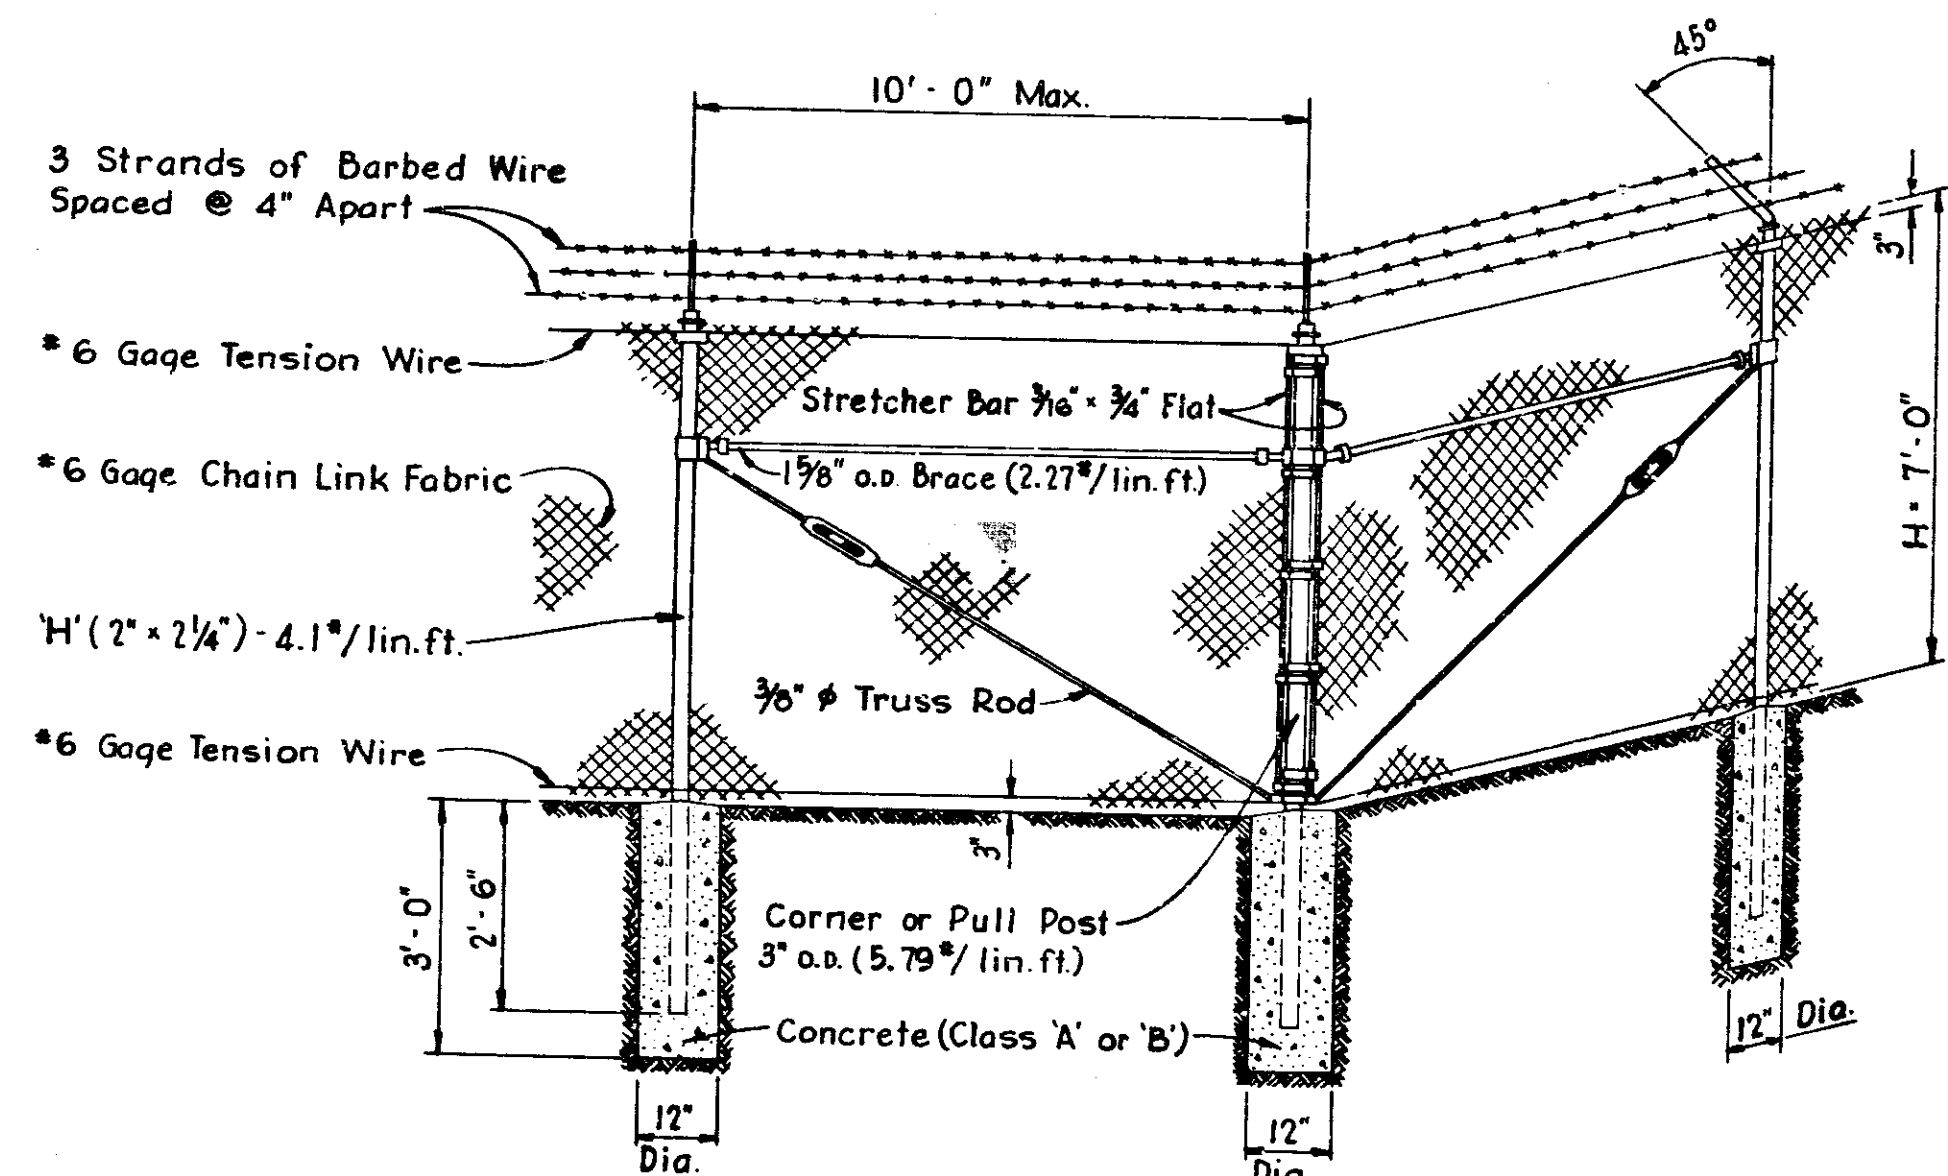 45°
10'-0" Max.
3 Strands of Barbed Wire
Spaced @ 4" Apart
3"
#6 Gage Tension Wire
Stretcher Bar 3/16" x 3/4" Flat
#6 Gage Chain Link Fabric
1 5/8" O.D. Brace (2.27#/lin.ft.)
H = 7'-0"
'H' (2" x 2 1/4") - 4.1#/lin.ft.
3/8" φ Truss Rod
#6 Gage Tension Wire
3"
3'-0"
2'-6"
Corner or Pull Post
3" O.D. (5.79#/lin.ft.)
Concrete (Class 'A' or 'B')
12" Dia.
12"
Dia.
12"
Dia.